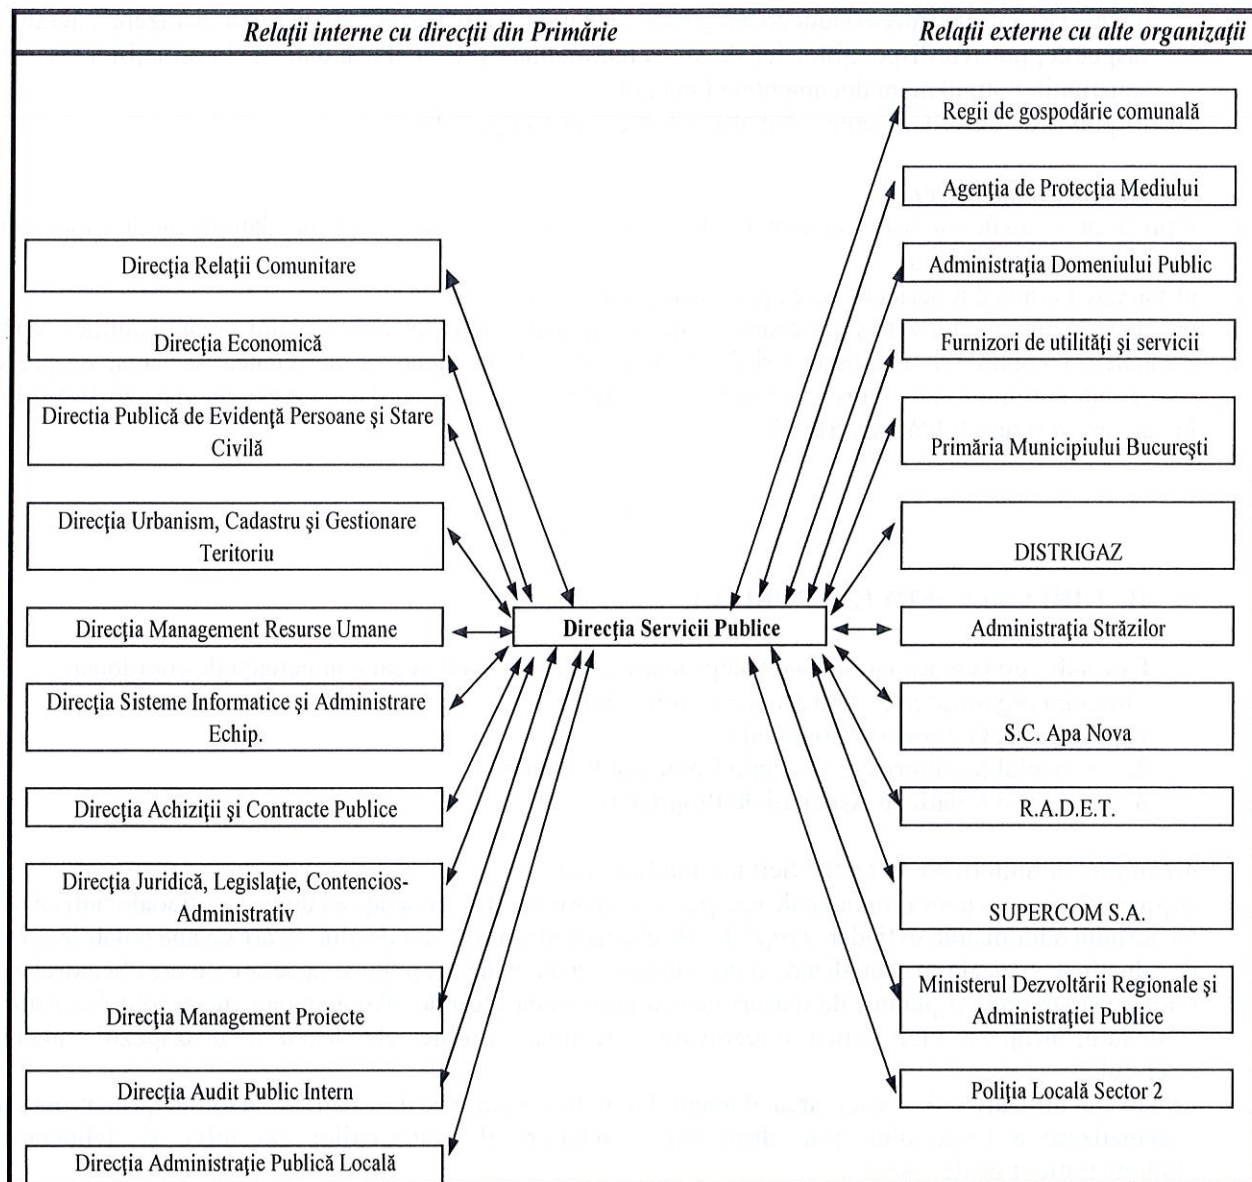 Relaţii interne cu direcţii din Primărie
Relaţii externe cu alte organizaţii
Direcţia Relaţii Comunitare
Direcţia Economică
Directia Publică de Evidenţă Persoane şi Stare
Civilă
Direcţia Urbanism, Cadastru şi Gestionare
Teritoriu
Direcţia Management Resurse Umane
Direcţia Sisteme Informatice şi Administrare
Echip.
Direcţia Achiziţii şi Contracte Publice
Direcţia Juridică, Legislaţie, Contencios-
Administrativ
Direcţia Management Proiecte
Direcţia Audit Public Intern
Direcţia Administraţie Publică Locală
Direcţia Servicii Publice
Regii de gospodărie comunală
Agenţia de Protecţia Mediului
Administraţia Domeniului Public
Furnizori de utilităţi şi servicii
Primăria Municipiului Bucureşti
DISTRIGAZ
Administraţia Străzilor
S.C. Apa Nova
R.A.D.E.T.
SUPERCOM S.A.
Ministerul Dezvoltării Regionale şi
Administraţiei Publice
Poliţia Locală Sector 2